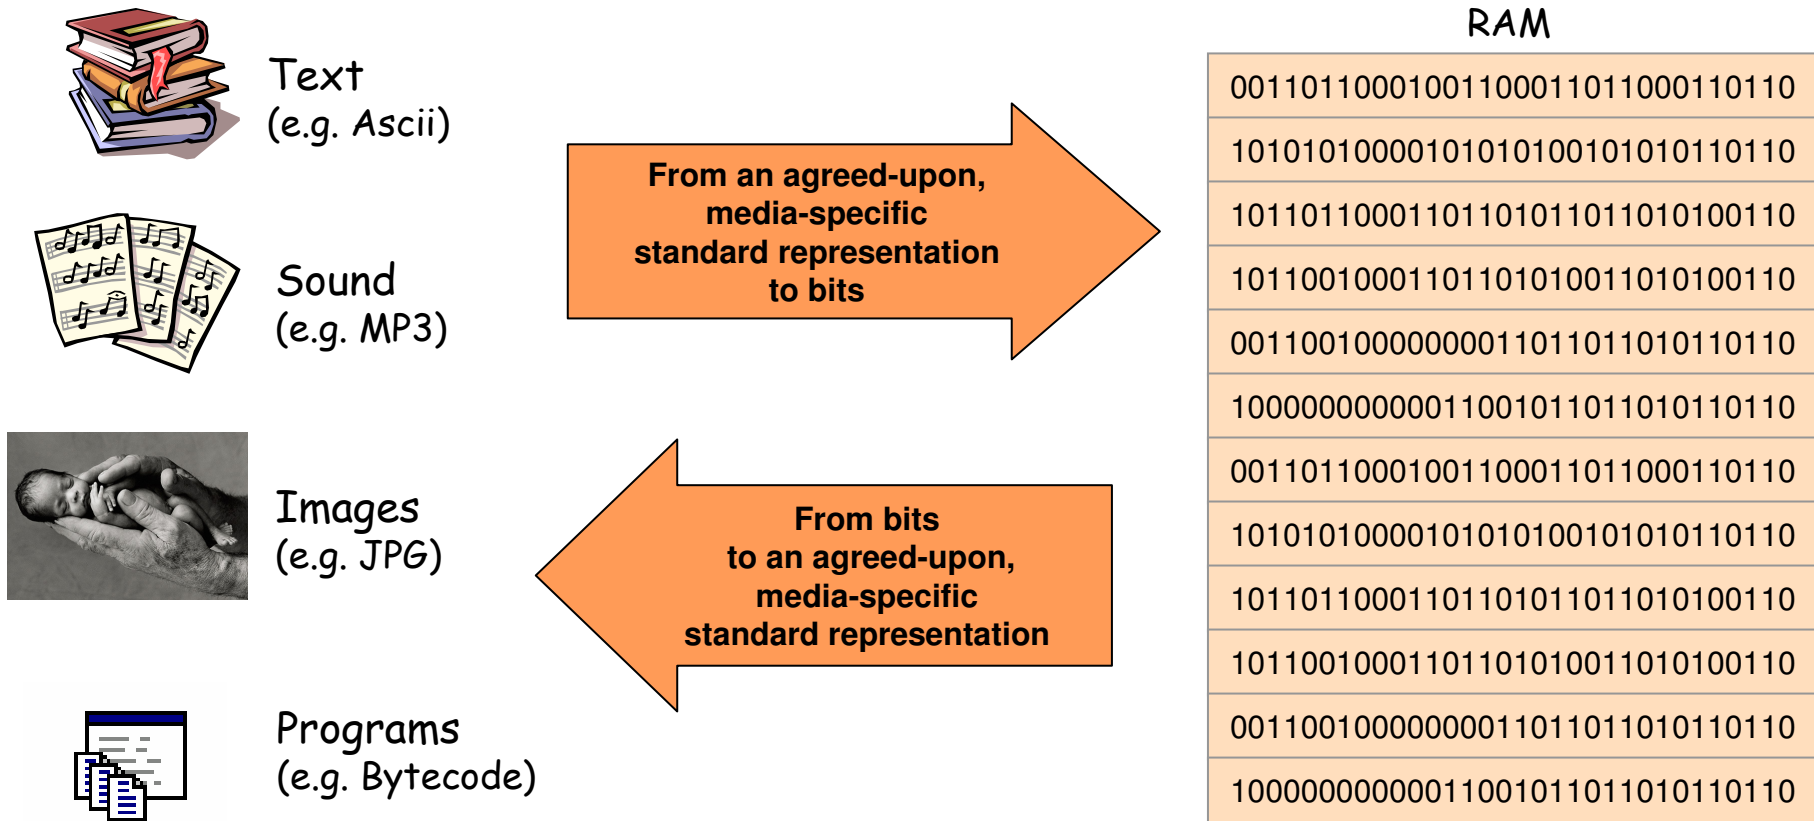 Text
(e.g. Ascii)
Sound
(e.g. MP3)
Images
(e.g. JPG)
Programs
(e.g. Bytecode)
From an agreed-upon,
media-specific
standard representation
to bits
From bits
to an agreed-upon,
media-specific
standard representation
RAM
00110110001001100011011000110110
10101010000101010100101010110110
10110110001101101011011010100110
10110010001101101010011010100110
00110010000000011011011010110110
10000000000011001011011010110110
00110110001001100011011000110110
10101010000101010100101010110110
10110110001101101011011010100110
10110010001101101010011010100110
00110010000000011011011010110110
10000000000011001011011010110110